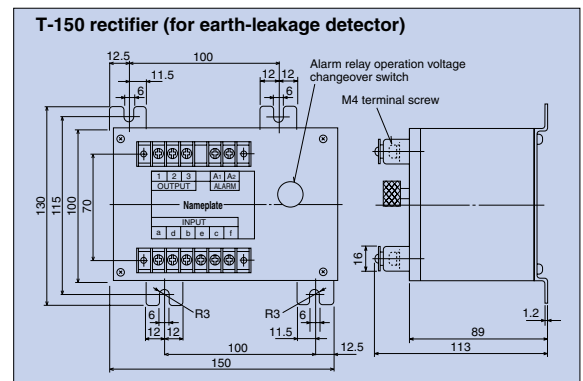 T-150 rectifier (for earth-leakage detector)
12.5
100
11.5
6
12 12
6
Alarm relay operation voltage
changeover switch
M4 terminal screw
130
115
100
70
1 2 3 A1 A2
OUTPUT ALARM
Nameplate
INPUT
a d b e c f
16
R3
R3
6
12 12
6
11.5
12.5
100
150
1.2
89
113